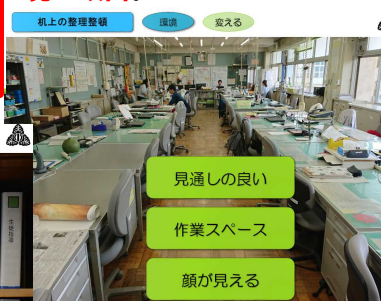 机上の整理整頓
環境
変える
見通しの良い
作業スペース
顔が見える